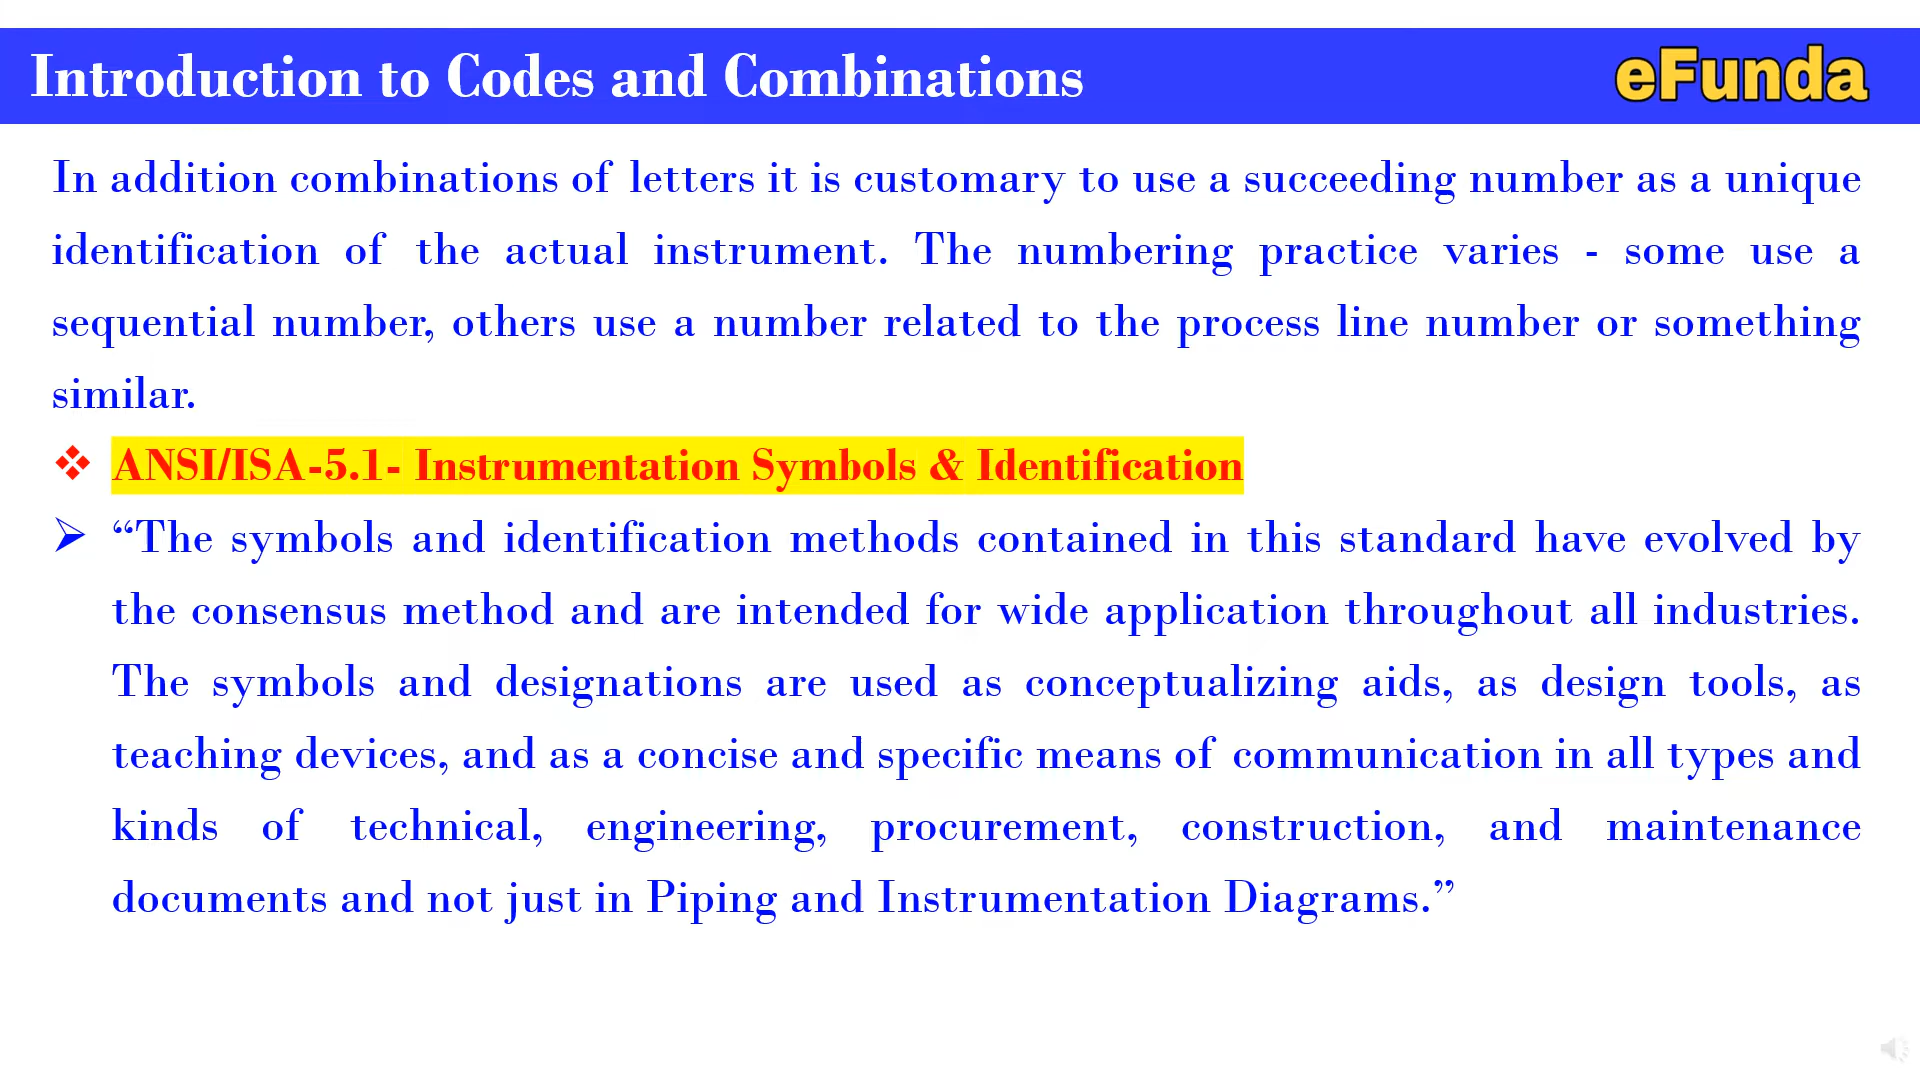 Introduction to Codes and Combinations
eFunda
In addition combinations of letters it is customary to use a succeeding number as a unique
identification of the actual instrument. The numbering practice varies - some use a
sequential number, others use a number related to the process line number or something
similar.
❖ ANSI/ISA-5.1- Instrumentation Symbols & Identification
➢ “The symbols and identification methods contained in this standard have evolved by
the consensus method and are intended for wide application throughout all industries.
The symbols and designations are used as conceptualizing aids, as design tools, as
teaching devices, and as a concise and specific means of communication in all types and
kinds of technical, engineering, procurement, construction, and maintenance
documents and not just in Piping and Instrumentation Diagrams.”